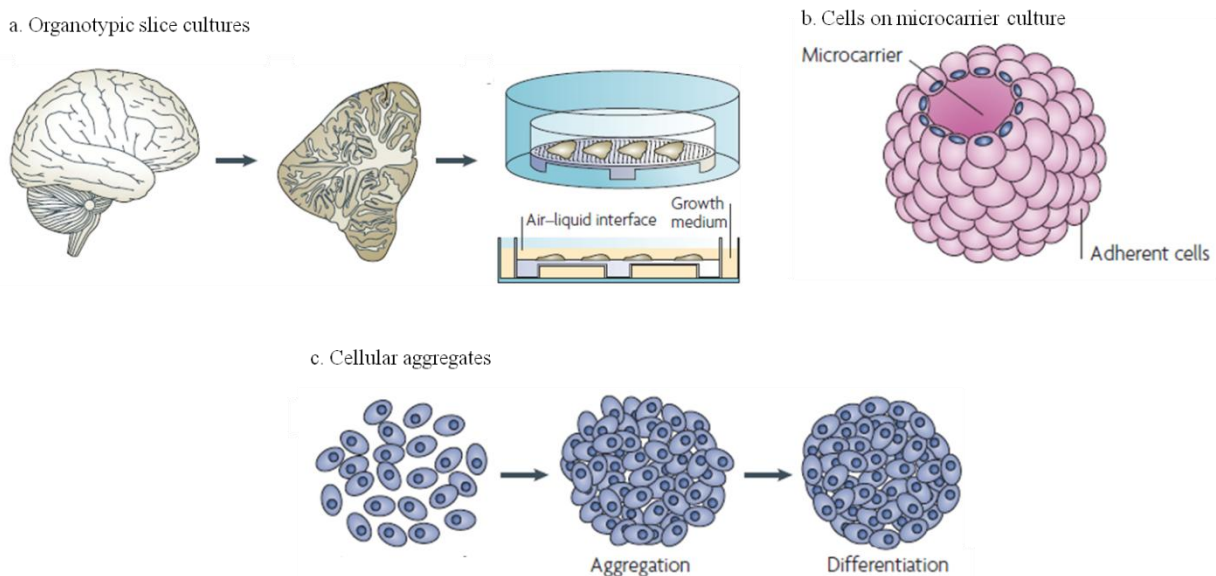 a. Organotypic slice cultures
b. Cells on microcarrier culture
Microcarrier
Adherent cells
Air–liquid interface
Growth
medium
c. Cellular aggregates
Aggregation
Differentiation